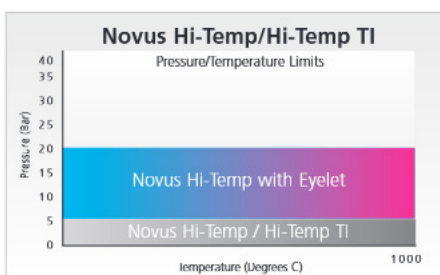 Novus Hi-Temp/Hi-Temp TI
Pressure/Temperature Limits
40
35
30
25
20
15
10
5
0
Pressure (Bar)
Novus Hi-Temp with Eyelet
Novus Hi-Temp / Hi-Temp TI
1000
Temperature (Degrees C)